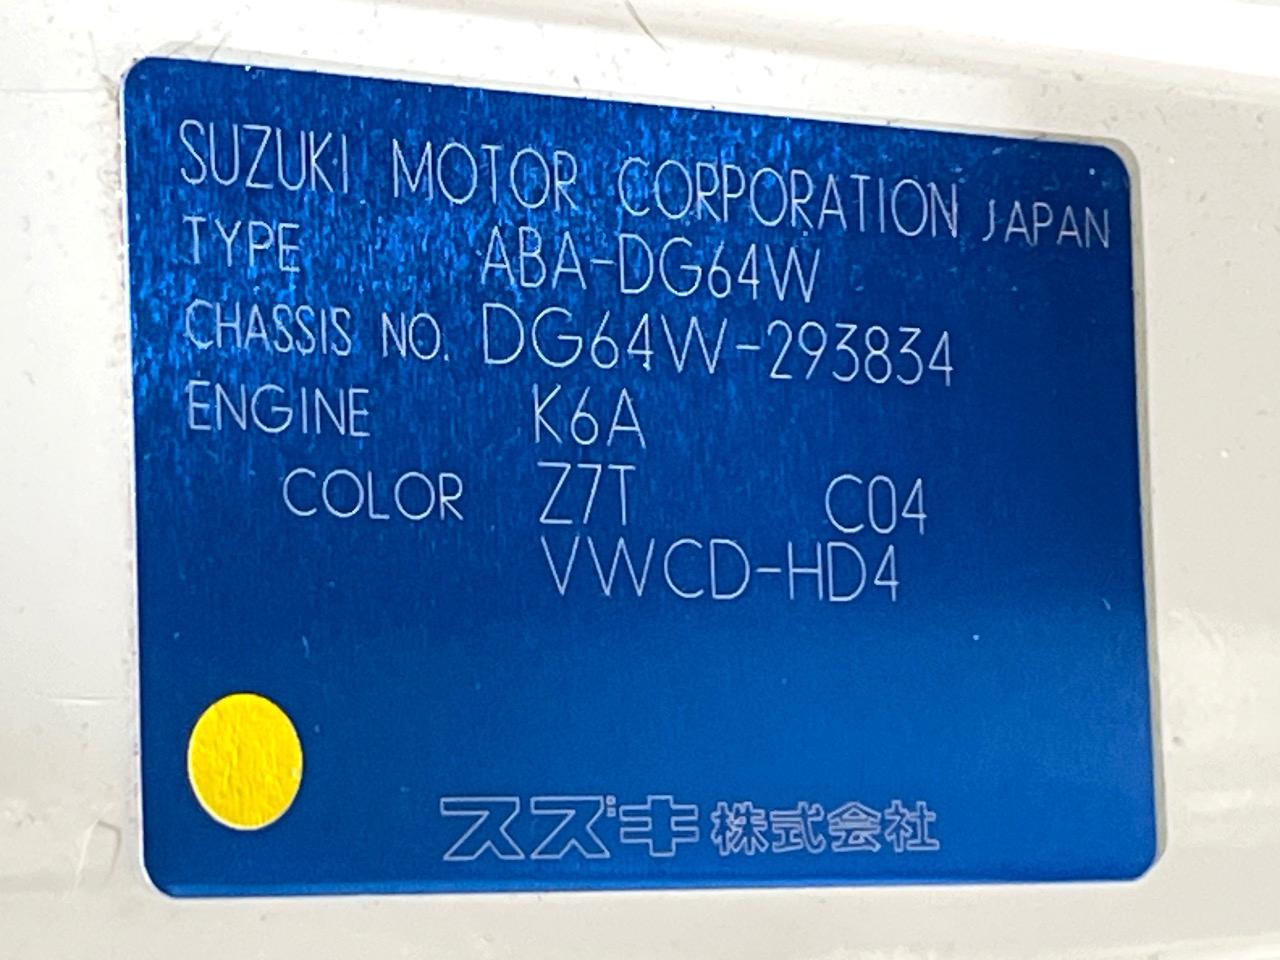 SUZUKI MOTOR CORPORATION JAPAN
TYPE ABA-DG64W
CHASSIS NO. DG64W-293834
ENGINE K6A
COLOR Z7T C04
VWCD-HD4
スズキ株式会社